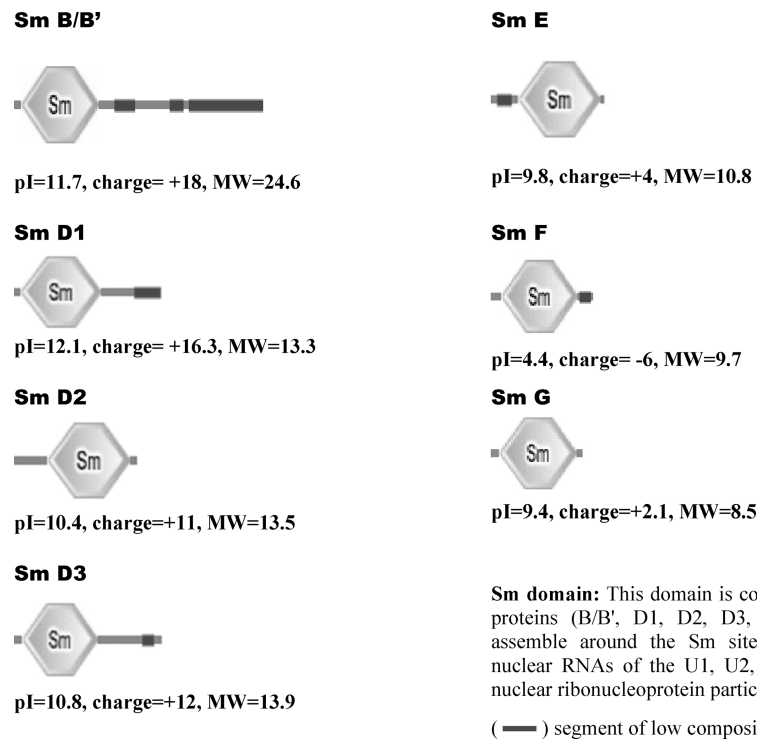 Sm B/B’
Sm
pI=11.7, charge= +18, MW=24.6
Sm D1
Sm
pI=12.1, charge= +16.3, MW=13.3
Sm D2
Sm
pI=10.4, charge=+11, MW=13.5
Sm D3
Sm
pI=10.8, charge=+12, MW=13.9
Sm E
Sm
pI=9.8, charge=+4, MW=10.8
Sm F
Sm
pI=4.4, charge= -6, MW=9.7
Sm G
Sm
pI=9.4, charge=+2.1, MW=8.5
Sm domain: This domain is co
proteins (B/B', D1, D2, D3,
assemble around the Sm site
nuclear RNAs of the U1, U2,
nuclear ribonucleoprotein partic
( ) segment of low composi